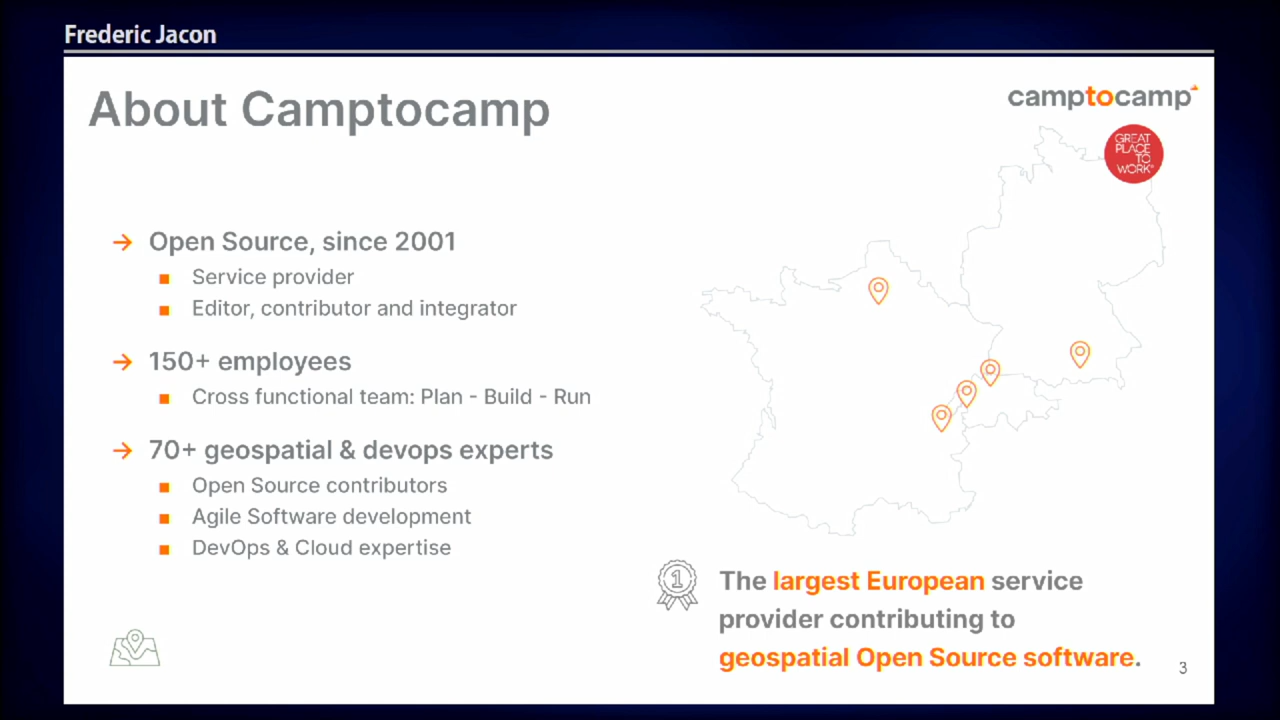 Frederic Jacon
About Camptocamp
camptocamp
GREAT
PLACE
TO
WORK®
Open Source, since 2001
Service provider
Editor, contributor and integrator
150+ employees
Cross functional team: Plan - Build - Run
70+ geospatial & devops experts
Open Source contributors
Agile Software development
DevOps & Cloud expertise
1
The largest European service
provider contributing to
geospatial Open Source software.
3